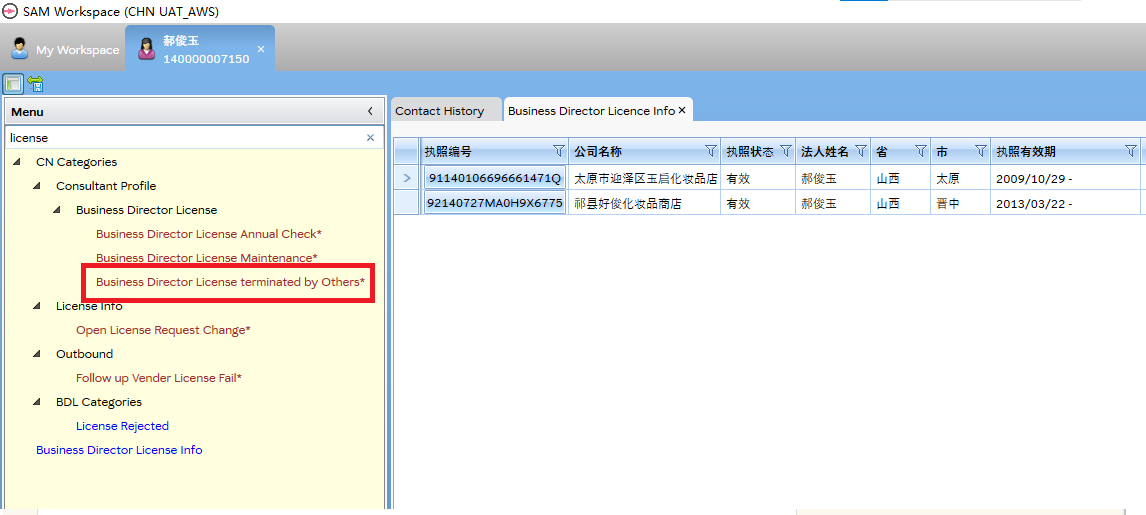 SAM Workspace (CHN UAT_AWS)
My Workspace
郝俊玉
140000007150
Menu
license
CN Categories
Consultant Profile
Business Director License
Business Director License Annual Check*
Business Director License Maintenance*
Business Director License terminated by Others*
License Info
Open License Request Change*
Outbound
Follow up Vender License Fail*
BDL Categories
License Rejected
Business Director License Info
Contact History
Business Director Licence Info
执照编号 公司名称 执照状态 法人姓名 省 市 执照有效期
91140106696661471Q 太原市迎泽区玉启化妆品店 有效 郝俊玉 山西 太原 2009/10/29 -
92140727MA0H9X6775 祁县好俊化妆品商店 有效 郝俊玉 山西 晋中 2013/03/22 -